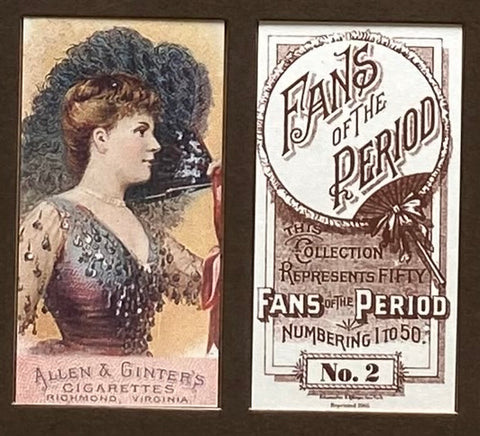 ALLEN & GINTER'S
CIGARETTES
RICHMOND, VIRGINIA
FANS
OF THE
PERIOD
THIS
COLLECTION
REPRESENTS FIFTY
FANS OF THE PERIOD
NUMBERING 1 TO 50.
No. 2